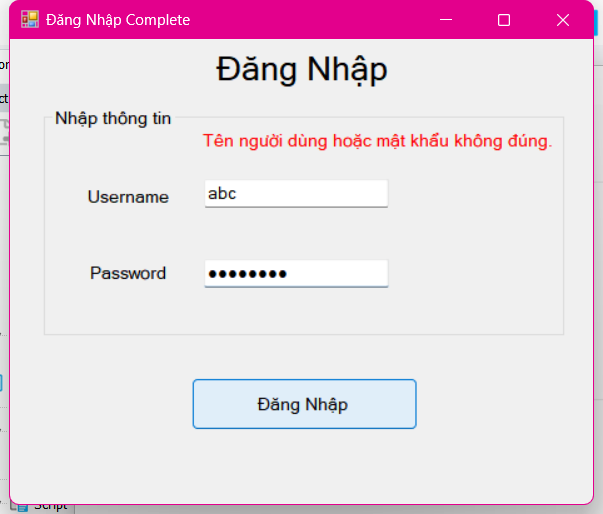 Đăng Nhập Complete
Đăng Nhập
Nhập thông tin
Tên người dùng hoặc mật khẩu không đúng.
Username
abc
Password
●●●●●●●●
Đăng Nhập
Script